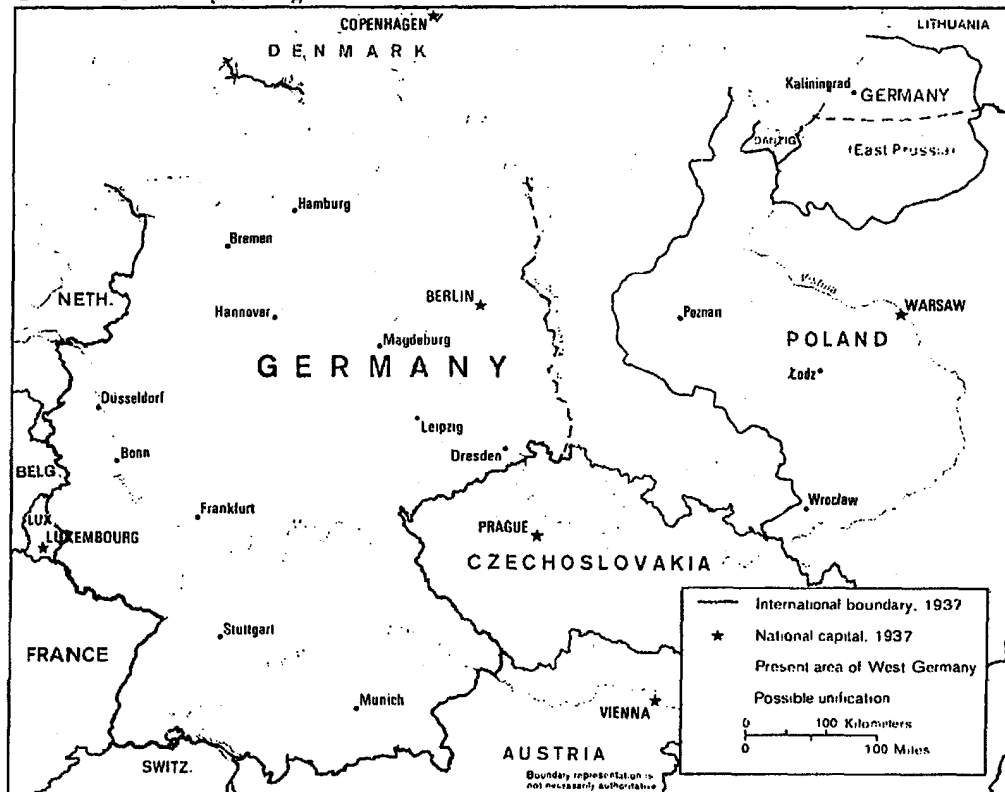 COPENHAGEN
DENMARK
LITHUANIA
Kaliningrad
GERMANY
DANZIG
(East Prussia)
Hamburg
Bremen
NETH.
BERLIN
Hannover
Magdeburg
GERMANY
Vistula
WARSAW
Poznan
POLAND
Łodz
Düsseldorf
Leipzig
Dresden
Bonn
BELG.
Wrocław
Frankfurt
LUX.
LUXEMBOURG
PRAGUE
CZECHOSLOVAKIA
Stuttgart
FRANCE
Munich
VIENNA
SWITZ.
AUSTRIA
Boundary representation is
not necessarily authoritative
International boundary, 1937
National capital, 1937
Present area of West Germany
Possible unification
0 100 Kilometers
0 100 Miles